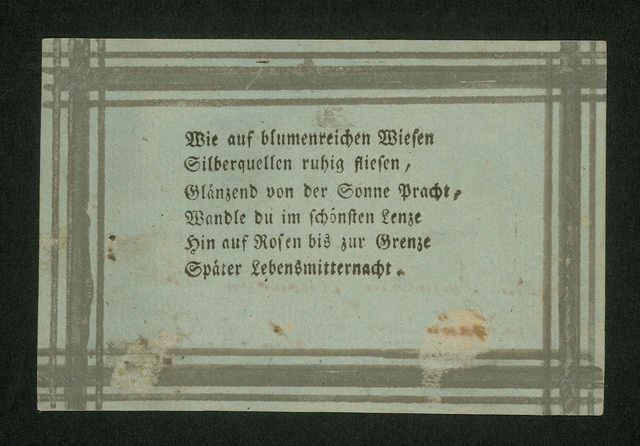 Wie auf blumenreichen Wiesen
Silberquellen ruhig fliesen,
Glänzend von der Sonne Pracht,
Wandle du im schönsten Lenze
Hin auf Rosen bis zur Grenze
Später Lebensmitternacht.